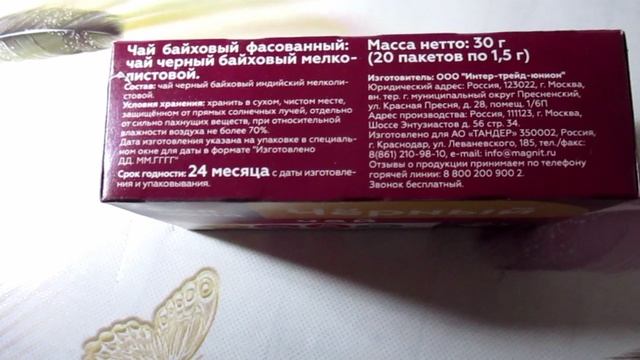 Чай байховый фасованный:
чай черный байховый мелко-
листовой.
Состав: чай черный байховый индийский мелколи-
стовой.
Условия хранения: хранить в сухом, чистом месте,
защищённом от прямых солнечных лучей, отдельно
от сильно пахнущих веществ, при относительной
влажности воздуха не более 70%.
Дата изготовления указана на упаковке в специаль-
ном окне для даты в формате "Изготовлено
ДД.ММ.ГГГГ"
Срок годности: 24 месяца с даты изготовле-
ния и упаковывания.
Масса нетто: 30 г
(20 пакетов по 1,5 г)
Изготовитель: ООО "Интер-трейд-юнион"
Юридический адрес: Россия, 123022, г. Москва,
вн. тер. г. муниципальный округ Пресненский,
ул. Красная Пресня, д. 28, помещ. 1/6П
Адрес производства: Россия, 111123, г. Москва,
Шоссе Энтузиастов д. 56 стр. 34.
Изготовлено для АО «ТАНДЕР» 350002, Россия,
г. Краснодар, ул. Леваневского, 185, тел./факс:
8(861) 210-98-10, e-mail: info@magnit.ru
Отзывы о продукции принимаем по телефону
горячей линии: 8 800 200 900 2.
Звонок бесплатный.
чёрный
чай